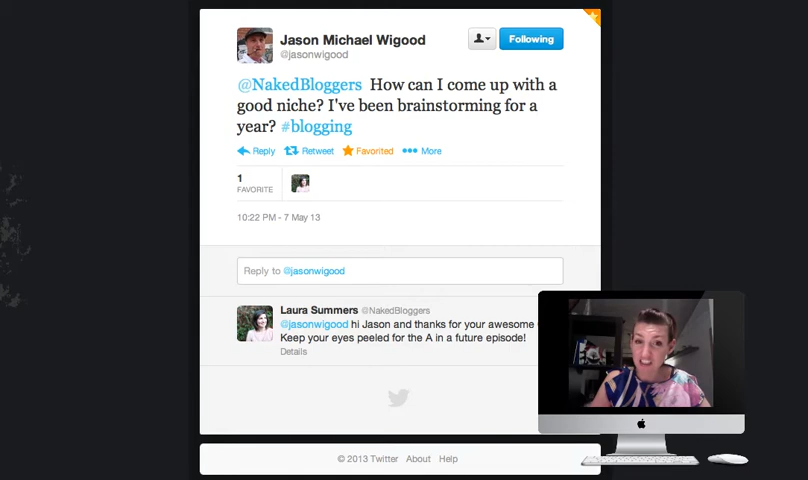 Jason Michael Wigood
@jasonwigood
Following
@NakedBloggers How can I come up with a
good niche? I've been brainstorming for a
year? #blogging
Reply Retweet Favorited More
1
FAVORITE
10:22 PM - 7 May 13
Reply to @jasonwigood
Laura Summers @NakedBloggers
@jasonwigood hi Jason and thanks for your awesome
Keep your eyes peeled for the A in a future episode!
Details
© 2013 Twitter About Help